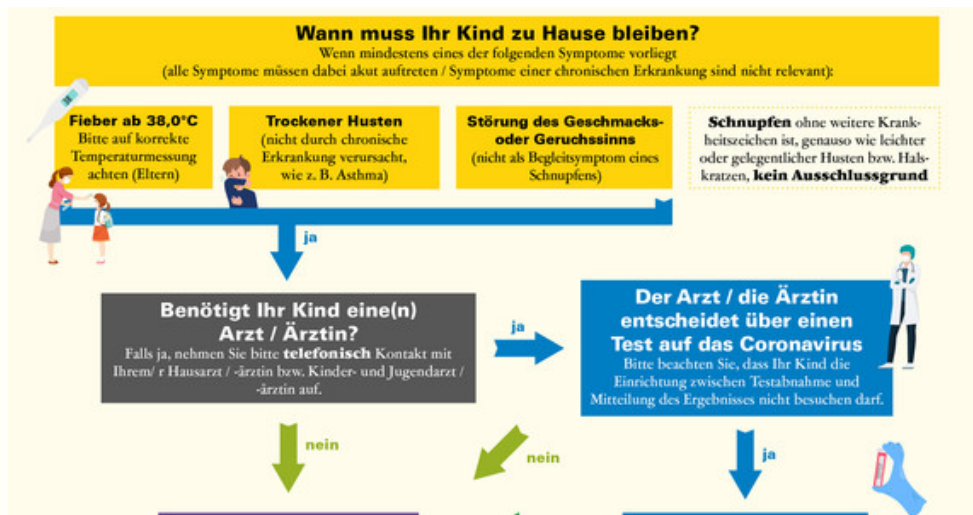 Wann muss Ihr Kind zu Hause bleiben?
Wenn mindestens eines der folgenden Symptome vorliegt
(alle Symptome müssen dabei akut auftreten / Symptome einer chronischen Erkrankung sind nicht relevant):
Fieber ab 38,0°C
Bitte auf korrekte
Temperaturmessung
achten (Eltern)
Trockener Husten
(nicht durch chronische
Erkrankung verursacht,
wie z. B. Asthma)
Störung des Geschmacks-
oder Geruchssinns
(nicht als Begleitsymptom eines
Schnupfens)
Schnupfen ohne weitere Krank-
heitszeichen ist, genauso wie leichter
oder gelegentlicher Husten bzw. Hals-
kratzen, kein Ausschlussgrund
ja
Benötigt Ihr Kind eine(n)
Arzt / Ärztin?
Falls ja, nehmen Sie bitte telefonisch Kontakt mit
Ihrem/ r Hausarzt / -ärztin bzw. Kinder- und Jugendarzt /
-ärztin auf.
ja
Der Arzt / die Ärztin
entscheidet über einen
Test auf das Coronavirus
Bitte beachten Sie, dass Ihr Kind die
Einrichtung zwischen Testabnahme und
Mitteilung des Ergebnisses nicht besuchen darf.
nein
nein
ja